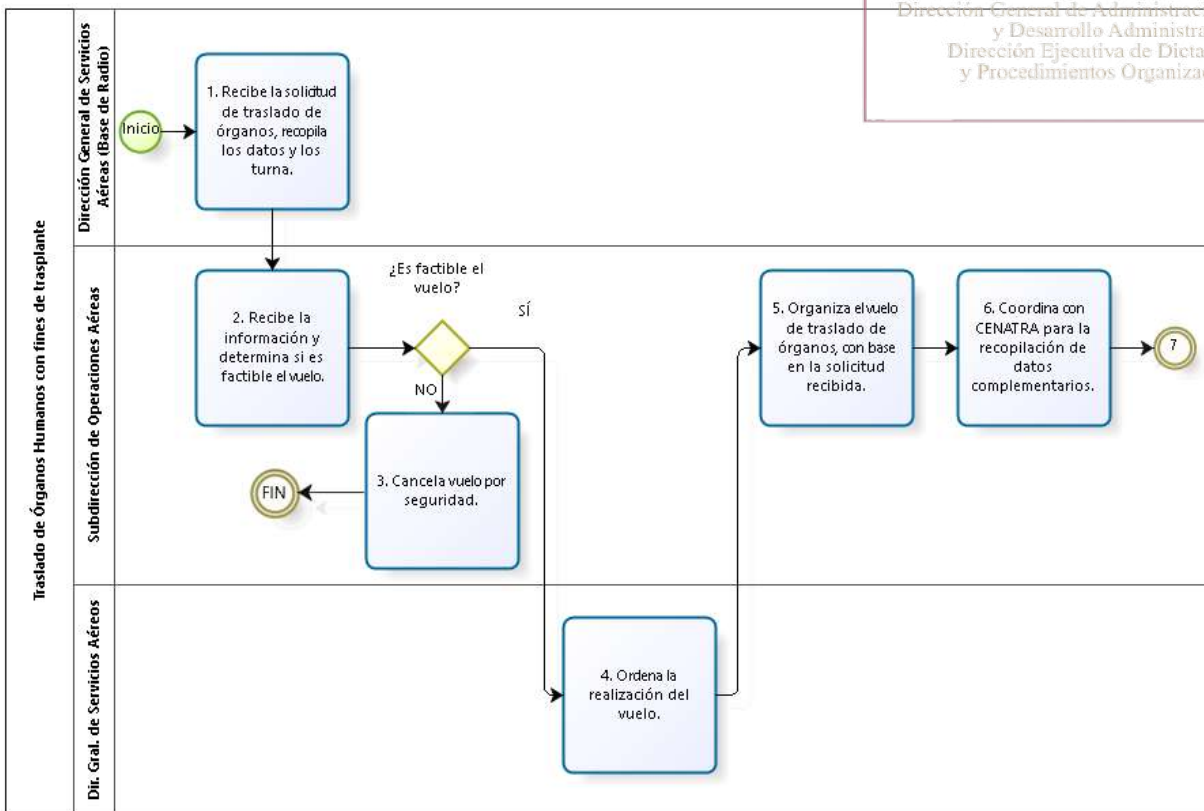 Dirección General de Administrac
y Desarrollo Administra
Dirección Ejecutiva de Dicta
y Procedimientos Organiza
Traslado de Órganos Humanos con fines de trasplante
Dirección General de Servicios
Aéreas (Base de Radio)
Inicio
1. Recibe la solicitud
de traslado de
órganos, recopila
los datos y los
turna.
Subdirección de Operaciones Aéreas
2. Recibe la
información y
determina si es
factible el vuelo.
¿Es factible el
vuelo?
SÍ
NO
3. Cancela vuelo por
seguridad.
FIN
5. Organiza el vuelo
de traslado de
órganos, con base
en la solicitud
recibida.
6. Coordina con
CENATRA para la
recopilación de
datos
complementarios.
7
Dir. Gral. de Servicios Aéreos
4. Ordena la
realización del
vuelo.